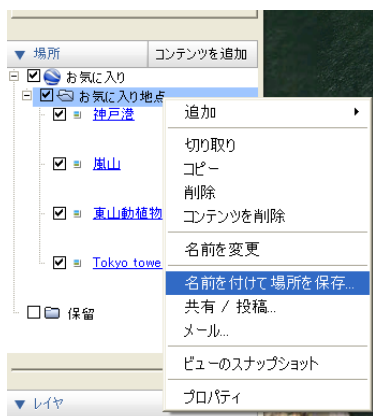 場所
コンテンツを追加
お気に入り
お気に入り地点
神戸港
嵐山
東山動植物
Tokyo towe
保留
レイヤ
追加
切り取り
コピー
削除
コンテンツを削除
名前を変更
名前を付けて場所を保存...
共有 / 投稿...
メール...
ビューのスナップショット
プロパティ